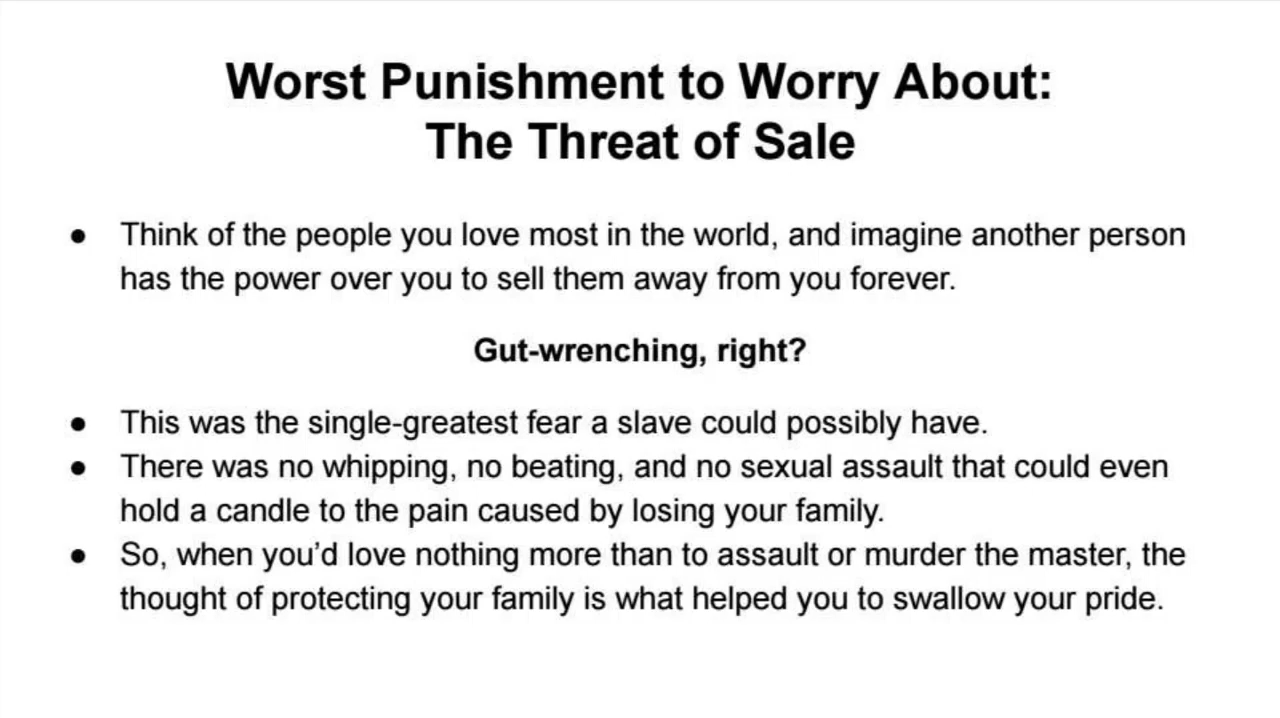 Worst Punishment to Worry About:
The Threat of Sale
● Think of the people you love most in the world, and imagine another person
has the power over you to sell them away from you forever.
Gut-wrenching, right?
● This was the single-greatest fear a slave could possibly have.
● There was no whipping, no beating, and no sexual assault that could even
hold a candle to the pain caused by losing your family.
● So, when you’d love nothing more than to assault or murder the master, the
thought of protecting your family is what helped you to swallow your pride.